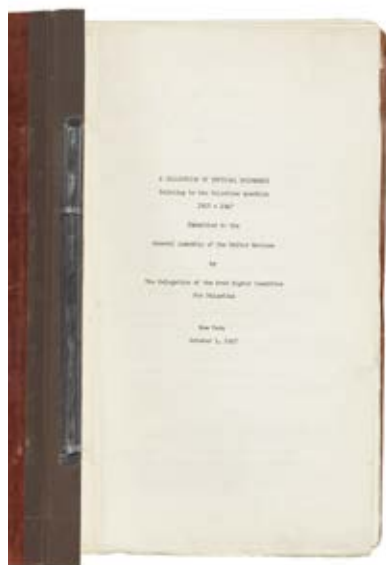 A COLLECTION OF OFFICIAL DOCUMENTS
Relating to the Palestine Question
1917 - 1947
Submitted to the
General Assembly of the United Nations
By
The Delegation of the Arab Higher Committee
For Palestine
New York
October 1, 1947